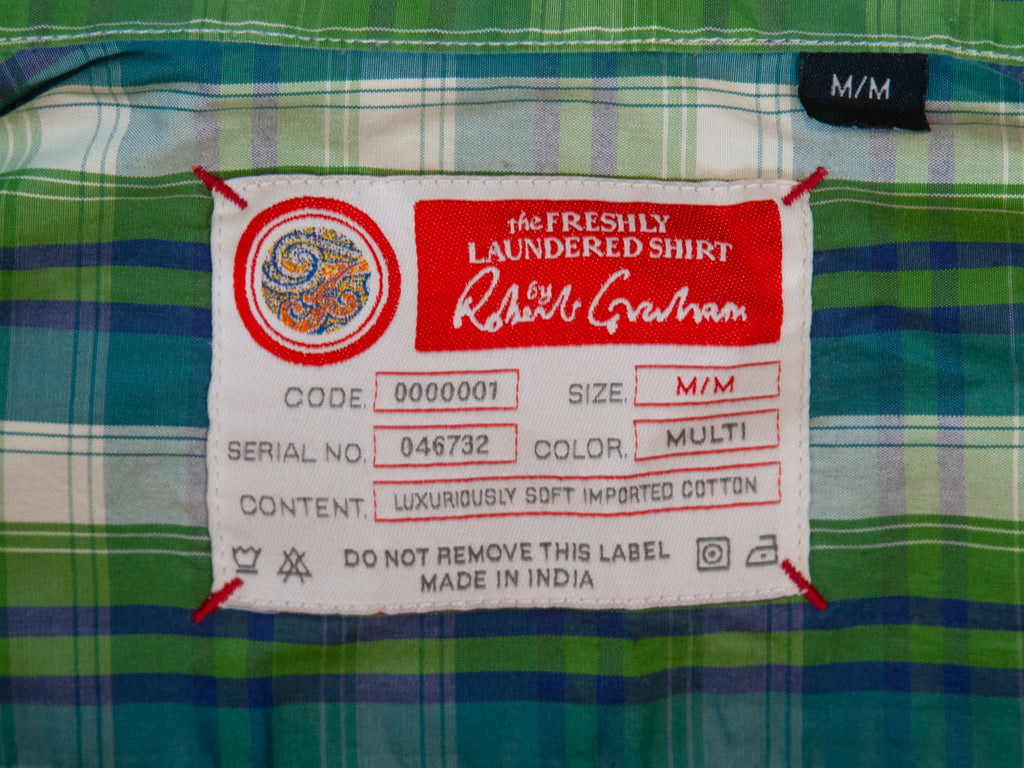 M/M
the FRESHLY
LAUNDERED SHIRT
by
Robert Graham
CODE. 0000001 SIZE. M/M
SERIAL NO. 046732 COLOR. MULTI
CONTENT. LUXURIOUSLY SOFT IMPORTED COTTON
DO NOT REMOVE THIS LABEL
MADE IN INDIA